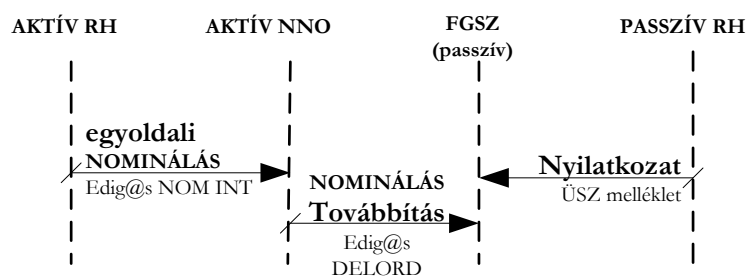 AKTÍV RH
AKTÍV NNO
FGSZ
(passzív)
PASSZÍV RH
egyoldali
NOMINÁLÁS
Edig@s NOM INT
NOMINÁLÁS
Továbbítás
Edig@s
DELORD
Nyilatkozat
ÜSZ melléklet